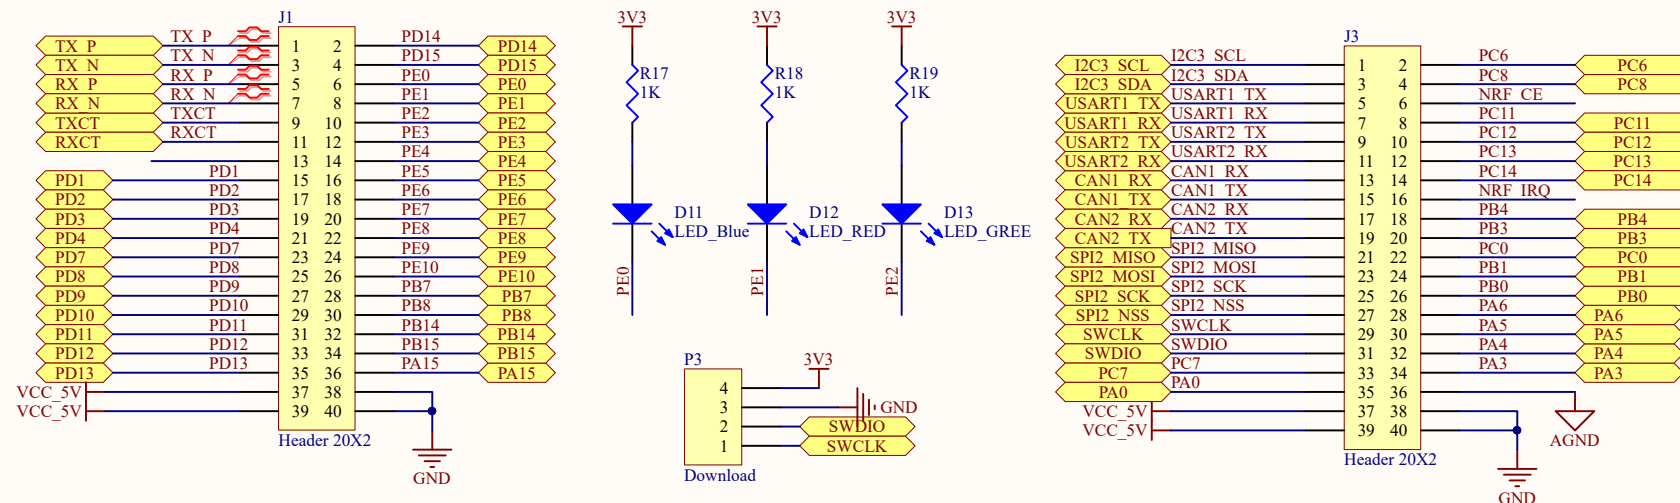 J1
TX_P TX_P 1 2 PD14 PD14
TX_N TX_N 3 4 PD15 PD15
RX_P RX_P 5 6 PE0 PE0
RX_N RX_N 7 8 PE1 PE1
TXCT TXCT 9 10 PE2 PE2
RXCT RXCT 11 12 PE3 PE3
13 14 PE4 PE4
PD1 PD1 15 16 PE5 PE5
PD2 PD2 17 18 PE6 PE6
PD3 PD3 19 20 PE7 PE7
PD4 PD4 21 22 PE8 PE8
PD7 PD7 23 24 PE9 PE9
PD8 PD8 25 26 PE10 PE10
PD9 PD9 27 28 PB7 PB7
PD10 PD10 29 30 PB8 PB8
PD11 PD11 31 32 PB14 PB14
PD12 PD12 33 34 PB15 PB15
PD13 PD13 35 36 PA15 PA15
VCC_5V 37 38
VCC_5V 39 40
Header 20X2
GND
3V3 3V3 3V3
R17 R18 R19
1K 1K 1K
D11 D12 D13
LED_Blue LED_RED LED_GREE
PE0 PE1 PE2
P3
3V3
4
3 GND
2 SWDIO
1 SWCLK
Download
J3
I2C3_SCL I2C3_SCL 1 2 PC6 PC6
I2C3_SDA I2C3_SDA 3 4 PC8 PC8
USART1_TX USART1_TX 5 6 NRF_CE
USART1_RX USART1_RX 7 8 PC11 PC11
USART2_TX USART2_TX 9 10 PC12 PC12
USART2_RX USART2_RX 11 12 PC13 PC13
CAN1_RX CAN1_RX 13 14 PC14 PC14
CAN1_TX CAN1_TX 15 16 NRF_IRQ
CAN2_RX CAN2_RX 17 18 PB4 PB4
CAN2_TX CAN2_TX 19 20 PB3 PB3
SPI2_MISO SPI2_MISO 21 22 PC0 PC0
SPI2_MOSI SPI2_MOSI 23 24 PB1 PB1
SPI2_SCK SPI2_SCK 25 26 PB0 PB0
SPI2_NSS SPI2_NSS 27 28 PA6 PA6
SWCLK SWCLK 29 30 PA5 PA5
SWDIO SWDIO 31 32 PA4 PA4
PC7 PC7 33 34 PA3 PA3
PA0 PA0 35 36
VCC_5V 37 38
VCC_5V 39 40
AGND
Header 20X2
GND